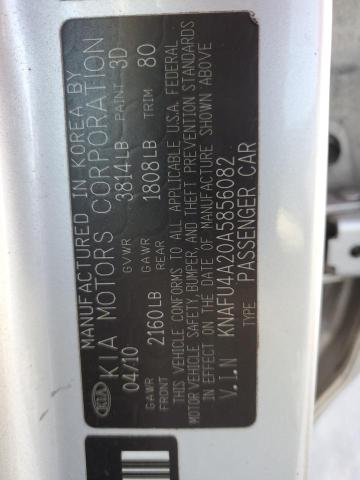 MANUFACTURED IN KOREA BY
KIA KIA MOTORS CORPORATION
04/10 GVWR 3814LB PAINT 3D
GAWR FRONT 2160LB GAWR REAR 1808LB TRIM 80
THIS VEHICLE CONFORMS TO ALL APPLICABLE U.S.A. FEDERAL
MOTOR VEHICLE SAFETY, BUMPER, AND THEFT PREVENTION STANDARDS
IN EFFECT ON THE DATE OF MANUFACTURE SHOWN ABOVE
V.I.N KNAFU4A20A5856082
TYPE PASSENGER CAR